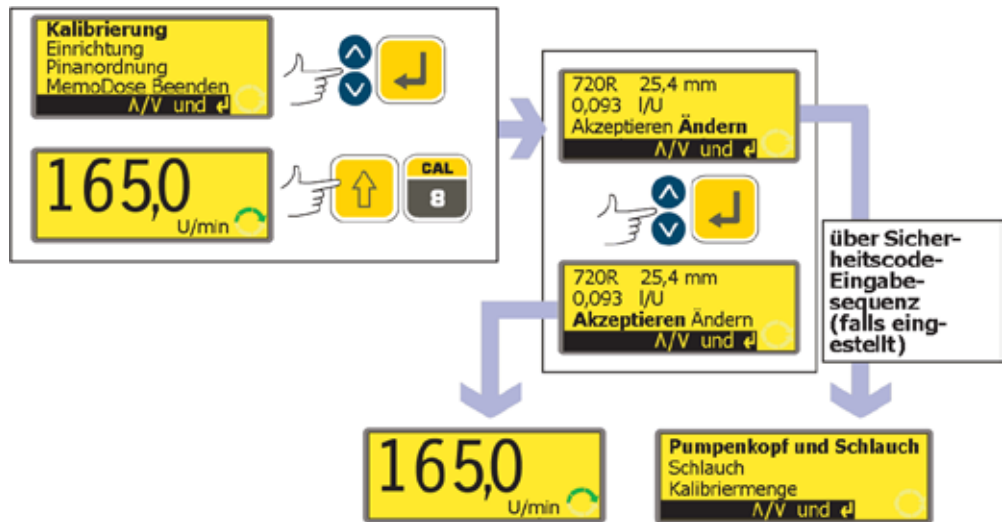 Kalibrierung
Einrichtung
Pinanordnung
MemoDose Beenden
Λ/V und ↲
165,0
U/min
CAL
8
720R 25,4 mm
0,093 l/U
Akzeptieren Ändern
Λ/V und ↲
720R 25,4 mm
0,093 l/U
Akzeptieren Ändern
Λ/V und ↲
über Sicher-
heitscode-
Eingabe-
sequenz
(falls eing-
estellt)
165,0
U/min
Pumpenkopf und Schlauch
Schlauch
Kalibriermenge
Λ/V und ↲